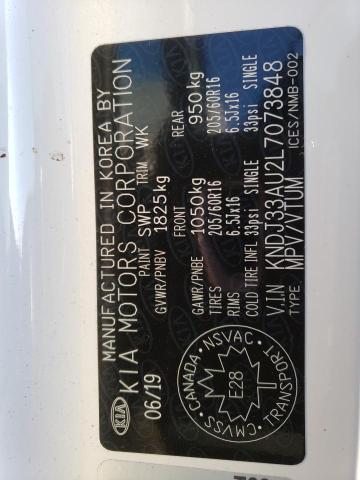 MANUFACTURED IN KOREA BY
KIA KIA MOTORS CORPORATION
06/19 PAINT SWP TRIM WK
GVWR/PNBV 1825kg
FRONT REAR
GAWR/PNBE 1050kg 950kg
TIRES 205/60R16 205/60R16
RIMS 6.5Jx16 6.5Jx16
COLD TIRE INFL 33psi SINGLE 33psi SINGLE
V.I.N KNDJ33AU2L7073848
TYPE MPV/VTUM ICES/NMB-002
CANADA · NSVAC · TRANSPORT · CMVSS
E28